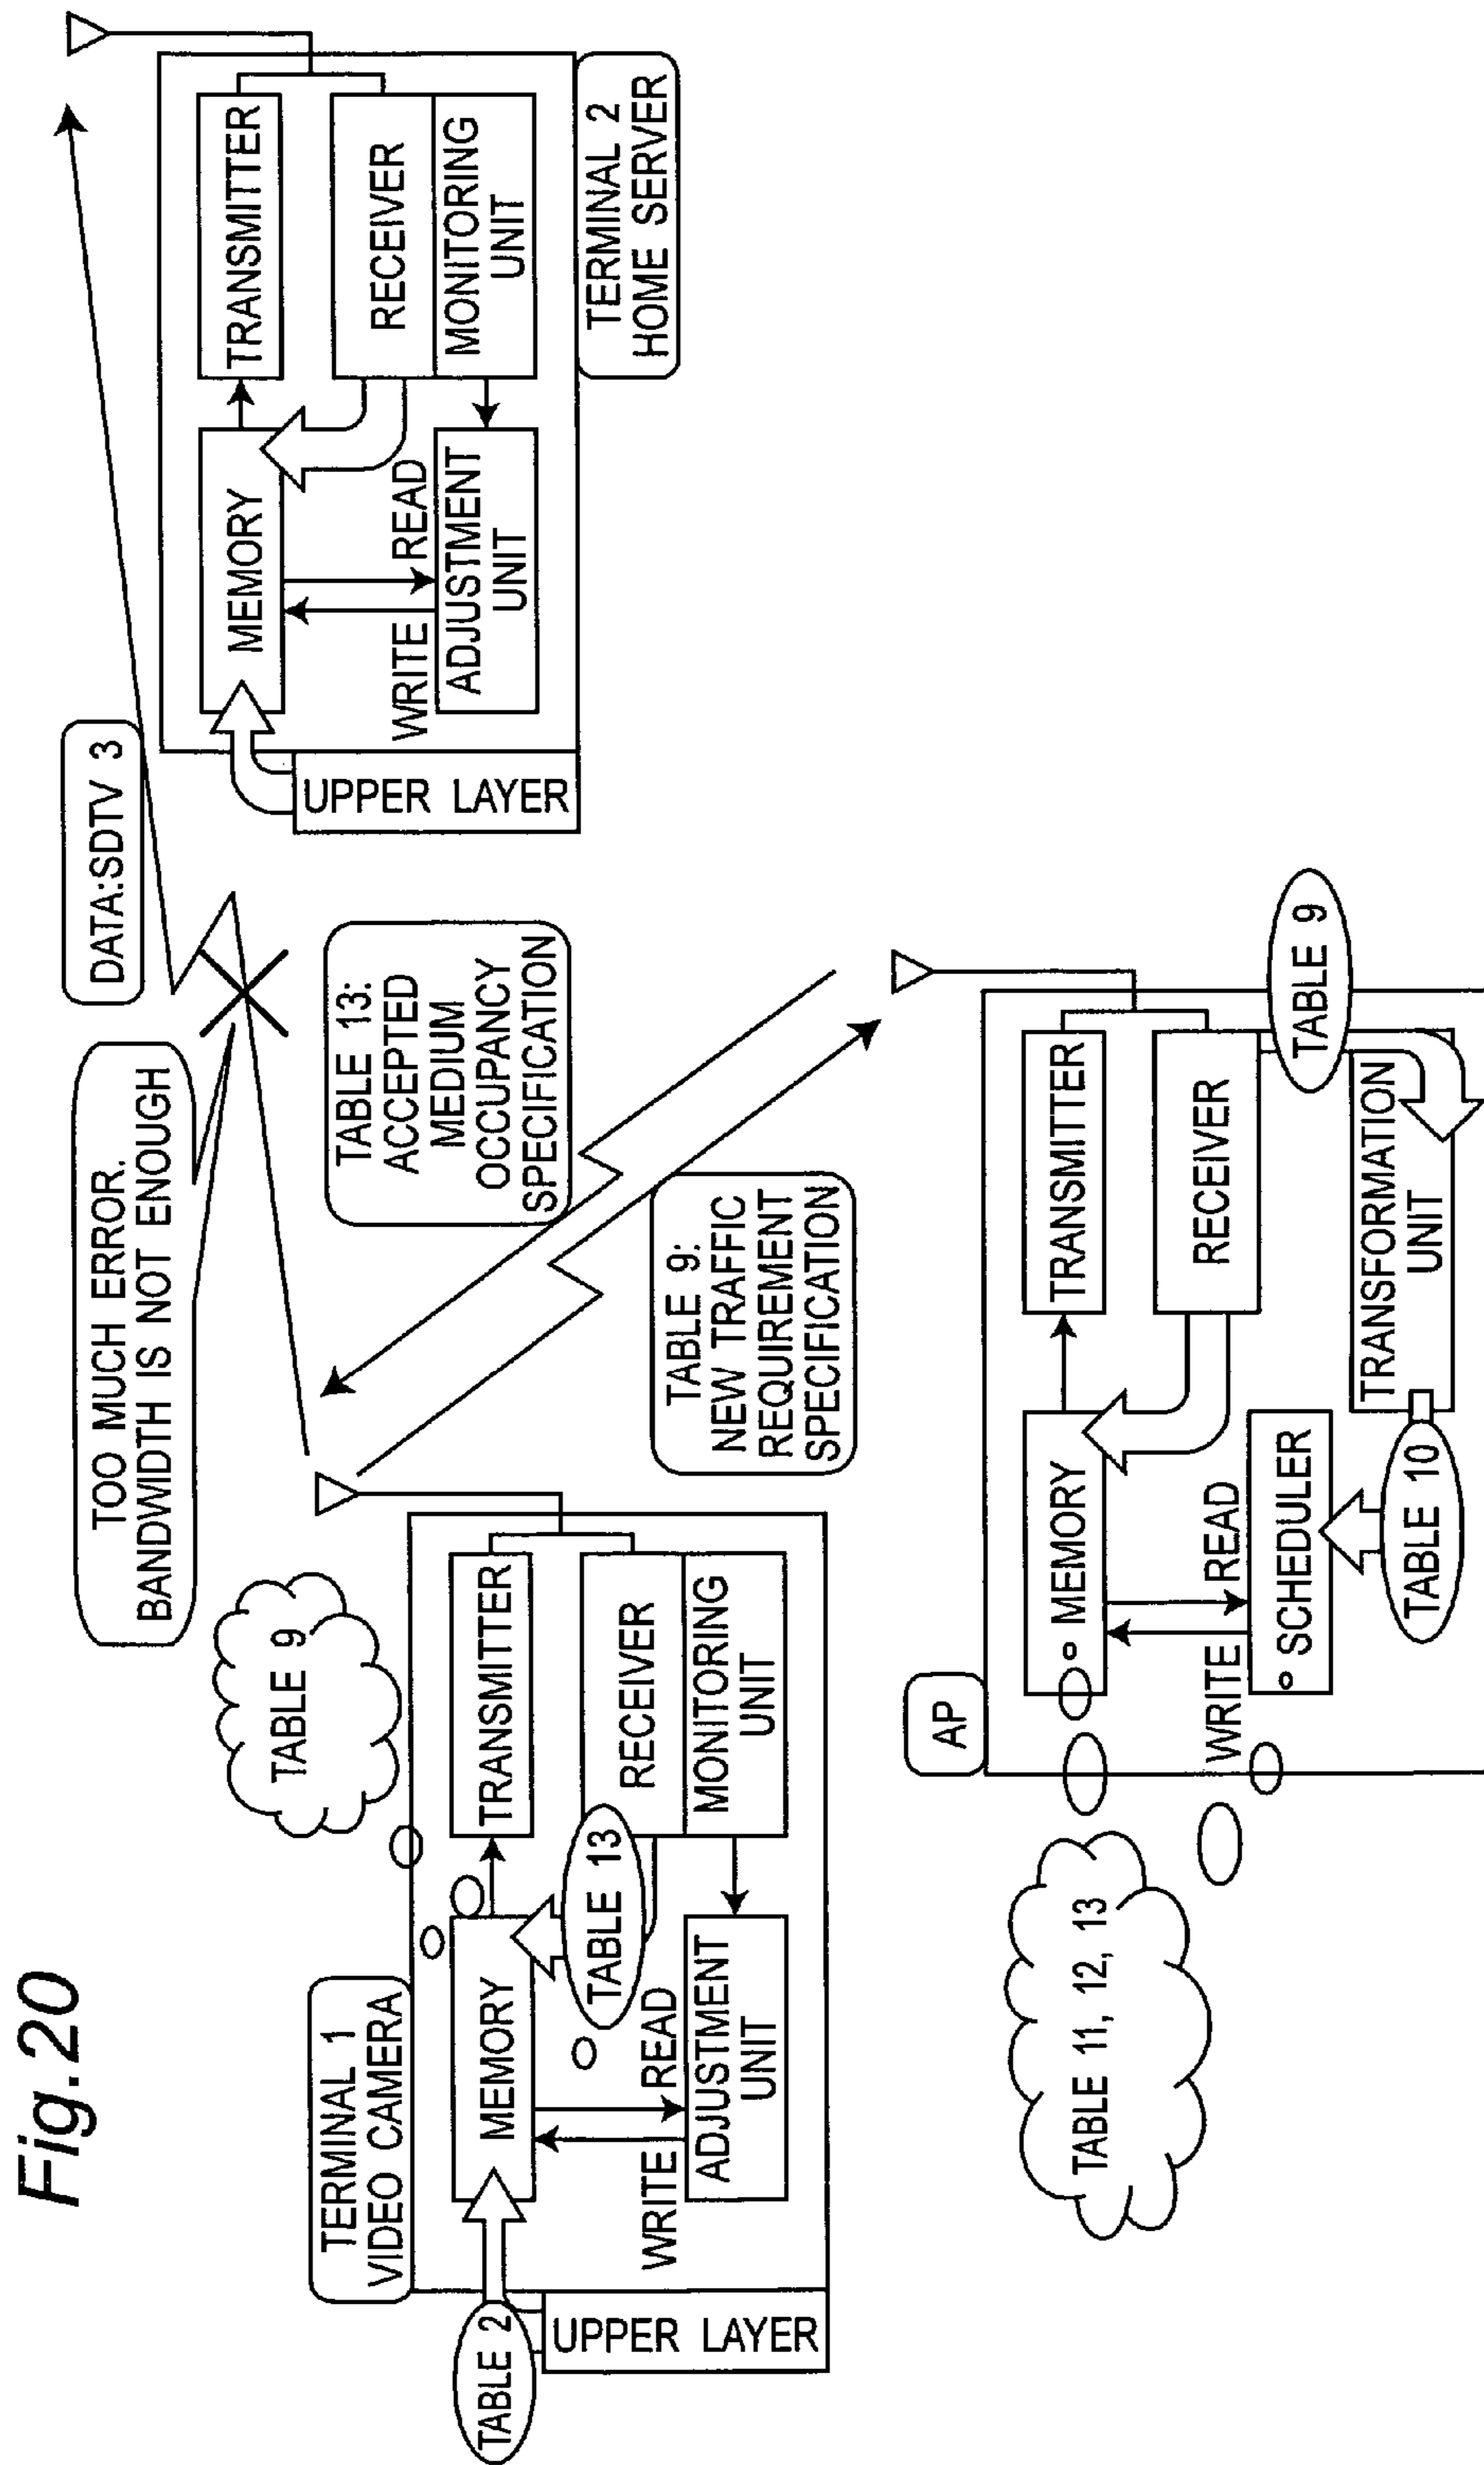 Fig.20
TOO MUCH ERROR.
BANDWIDTH IS NOT ENOUGH
DATA:SDTV 3
TABLE 9
TERMINAL 1
VIDEO CAMERA
TABLE 2
UPPER LAYER
MEMORY
TRANSMITTER
TABLE 13
RECEIVER
MONITORING
UNIT
WRITE
READ
ADJUSTMENT
UNIT
TABLE 13:
ACCEPTED
MEDIUM
OCCUPANCY
SPECIFICATION
TABLE 9:
NEW TRAFFIC
REQUIREMENT
SPECIFICATION
UPPER LAYER
MEMORY
TRANSMITTER
RECEIVER
MONITORING
UNIT
WRITE
READ
ADJUSTMENT
UNIT
TERMINAL 2
HOME SERVER
TABLE 11, 12, 13
AP
MEMORY
TRANSMITTER
RECEIVER
WRITE
READ
SCHEDULER
TABLE 9
TABLE 10
TRANSFORMATION
UNIT